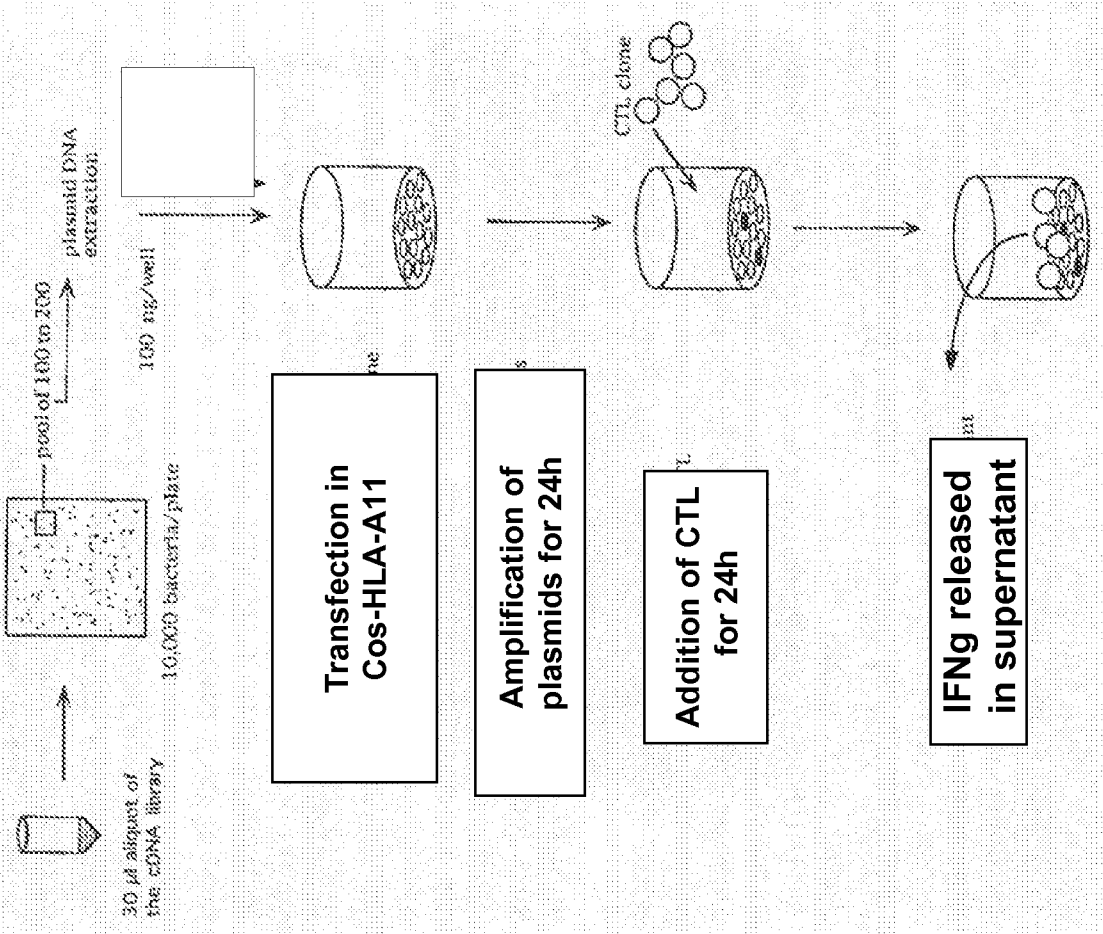 30 µl aliquot of
the cDNA library
10.000 bacteria/plate
pool of 100 to 200
plasmid DNA
extraction
100 ng/well
Transfection in
Cos-HLA-A11
Amplification of
plasmids for 24h
CTL clone
Addition of CTL
for 24h
IFNg released
in supernatant